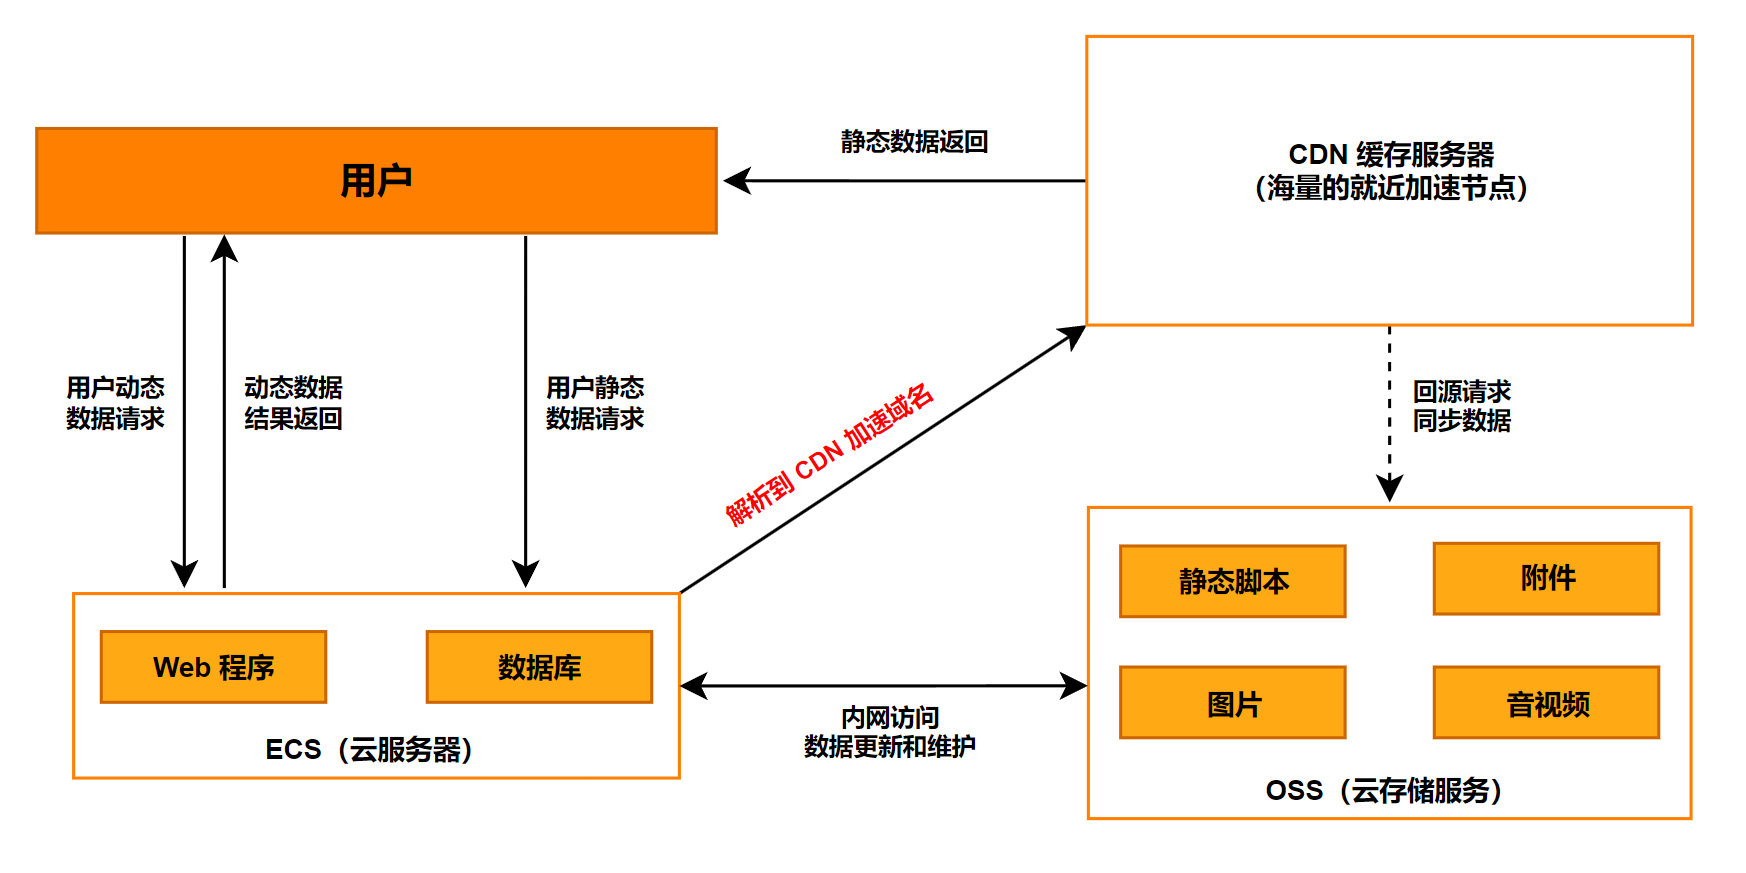 静态数据返回
CDN 缓存服务器
（海量的就近加速节点）
用户
用户动态
数据请求
动态数据
结果返回
用户静态
数据请求
解析到 CDN 加速域名
回源请求
同步数据
Web 程序
数据库
ECS（云服务器）
内网访问
数据更新和维护
静态脚本
附件
图片
音视频
OSS（云存储服务）